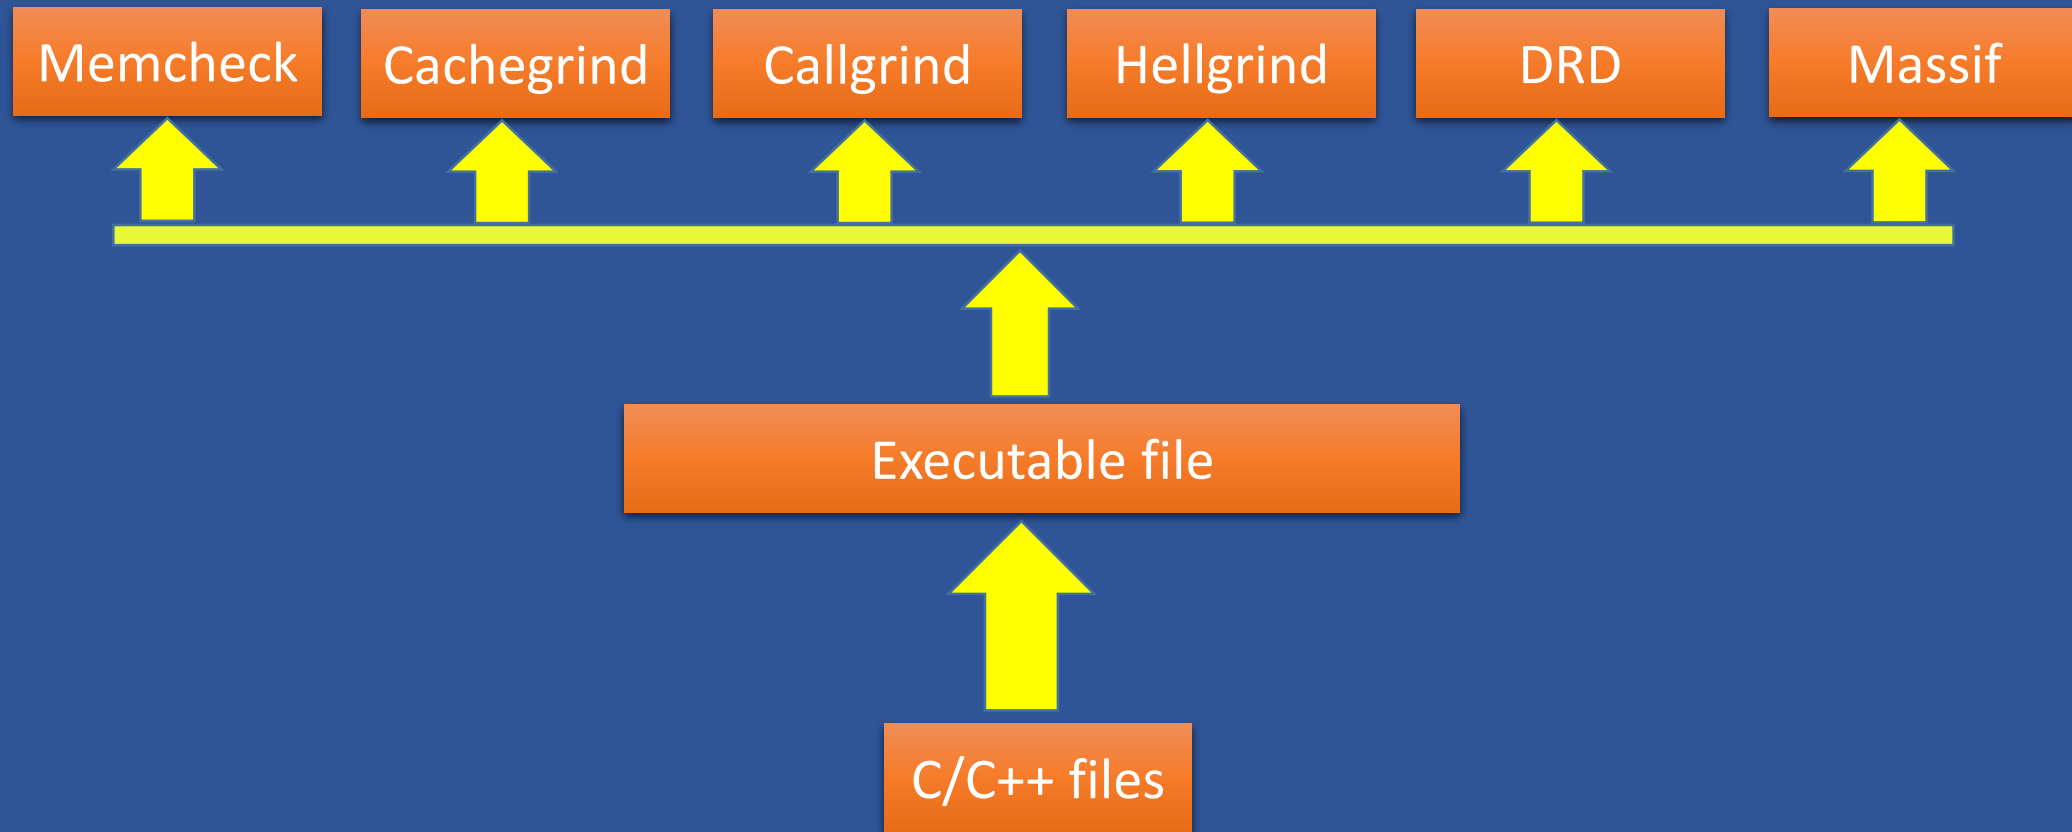 Memcheck
Cachegrind
Callgrind
Hellgrind
DRD
Massif
Executable file
C/C++ files